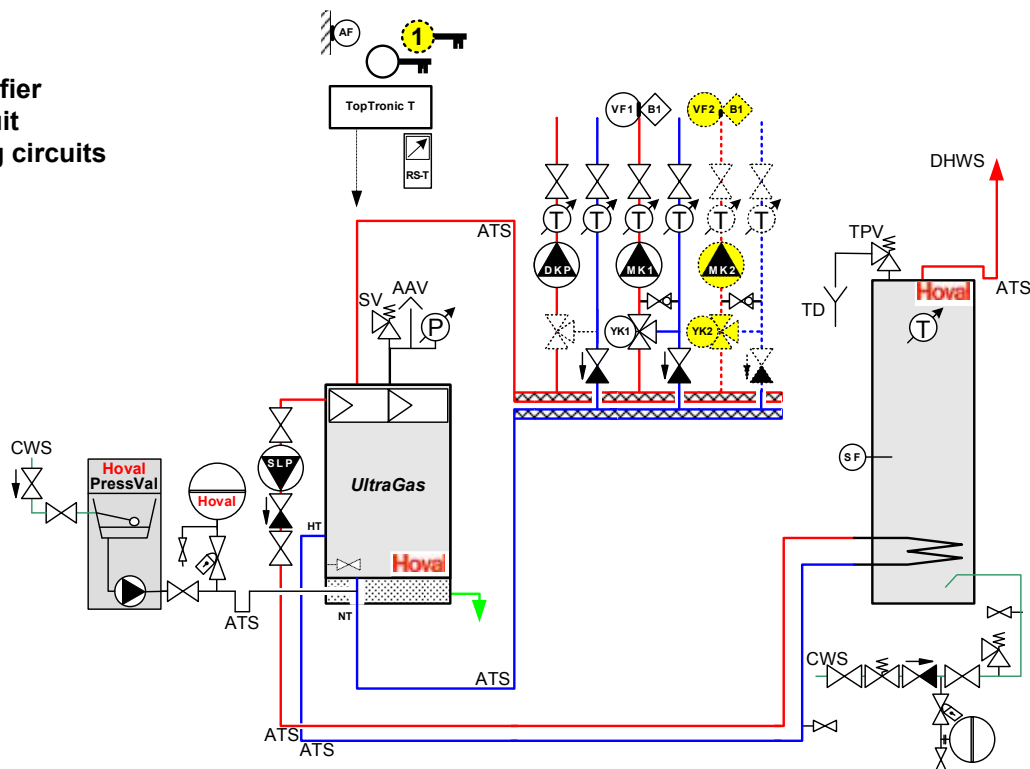 AF
1
fier
uit
g circuits
TopTronic T
RS-T
VF1
B1
VF2
B1
DHWS
ATS
T
T
T
T
T
T
TPV
DKP
MK1
MK2
ATS
Hoval
TD
T
SV
AAV
P
YK1
YK2
CWS
Hoval
PressVal
Hoval
SLP
UltraGas
SF
HT
Hoval
ATS
NT
ATS
CWS
ATS
ATS